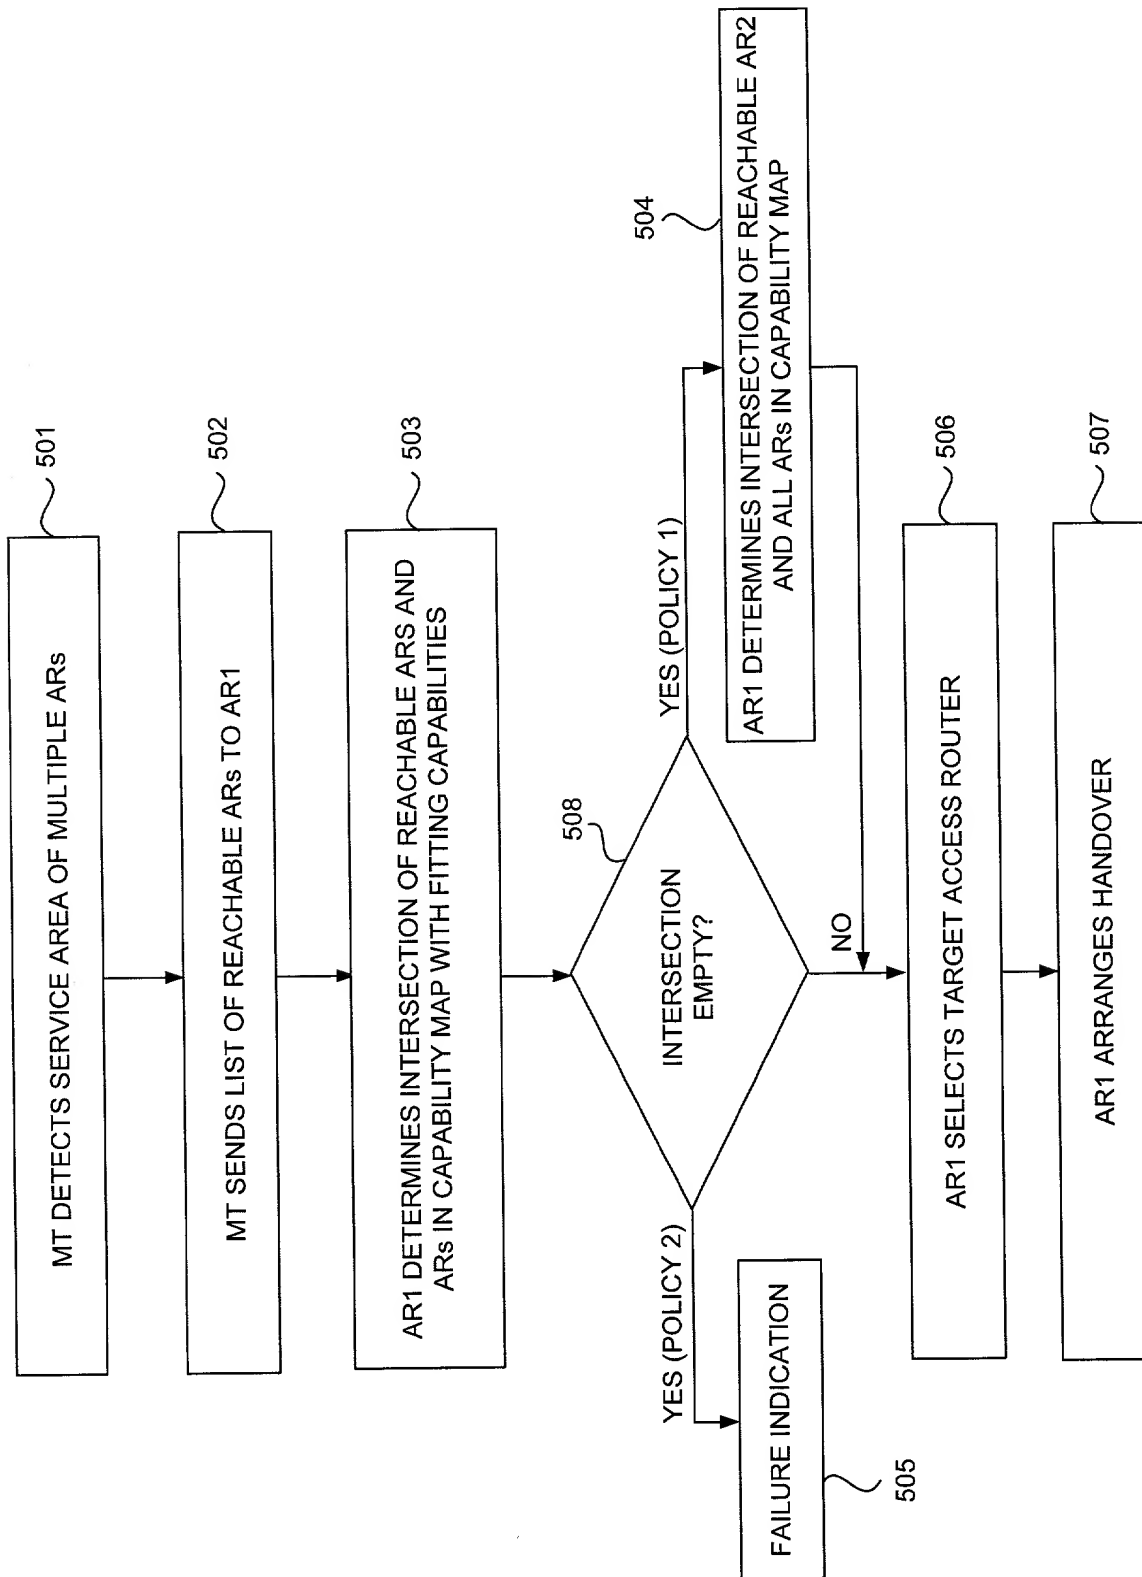 501
MT DETECTS SERVICE AREA OF MULTIPLE ARs
502
MT SENDS LIST OF REACHABLE ARs TO AR1
503
AR1 DETERMINES INTERSECTION OF REACHABLE ARS AND
ARs IN CAPABILITY MAP WITH FITTING CAPABILITIES
508
INTERSECTION
EMPTY?
YES (POLICY 2)
YES (POLICY 1)
NO
FAILURE INDICATION
505
504
AR1 DETERMINES INTERSECTION OF REACHABLE AR2
AND ALL ARs IN CAPABILITY MAP
506
AR1 SELECTS TARGET ACCESS ROUTER
507
AR1 ARRANGES HANDOVER